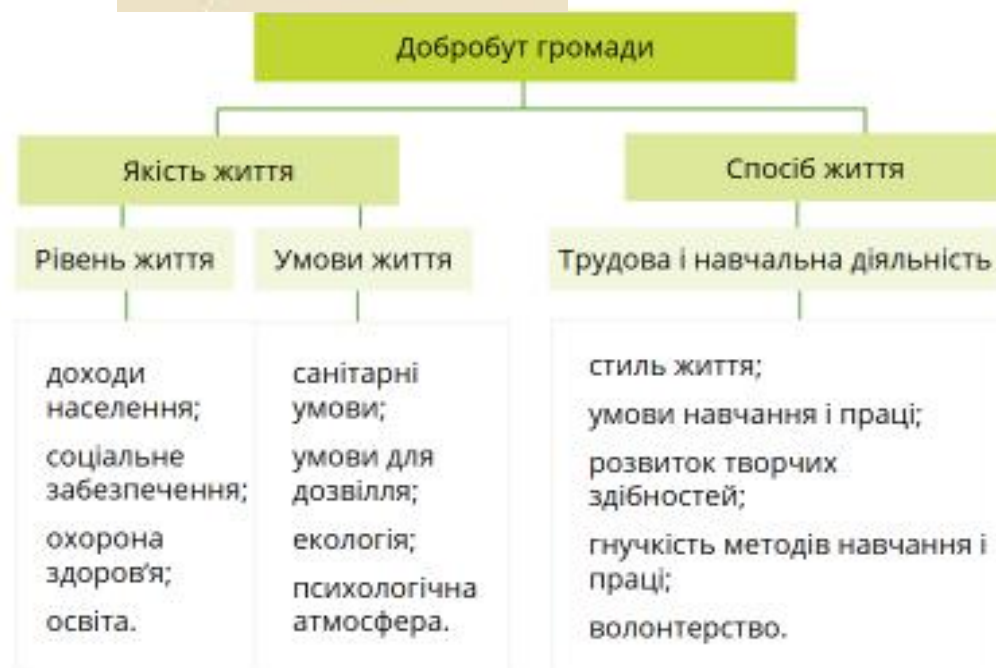 Добробут громади
Якість життя
Спосіб життя
Рівень життя
Умови життя
Трудова і навчальна діяльність
доходи
населення;
соціальне
забезпечення;
охорона
здоров'я;
освіта.
санітарні
умови;
умови для
дозвілля;
екологія;
психологічна
атмосфера.
стиль життя;
умови навчання і праці;
розвиток творчих
здібностей;
гнучкість методів навчання і
праці;
волонтерство.